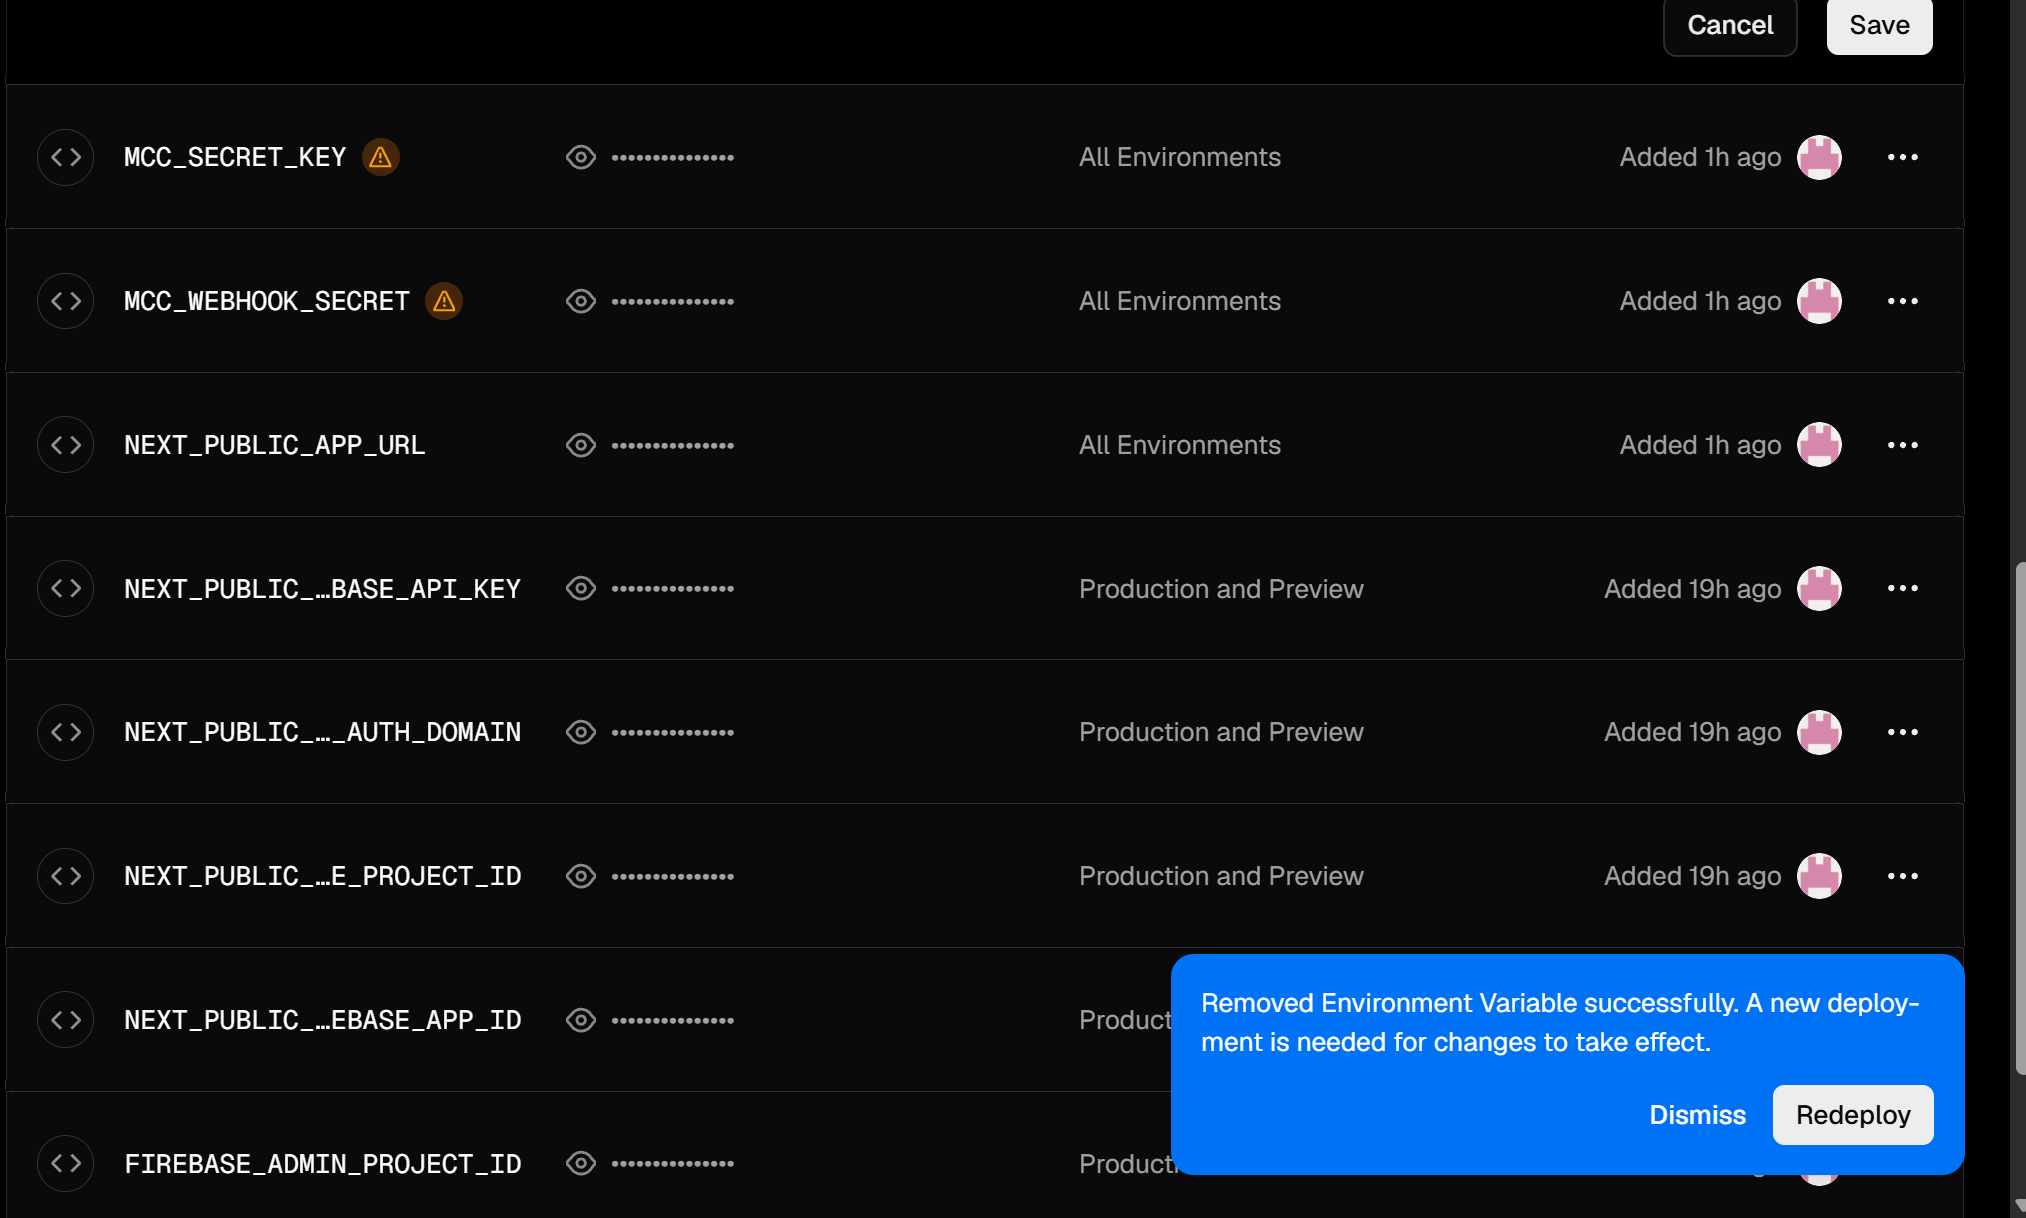 Cancel Save
MCC_SECRET_KEY •••••••••••••• All Environments Added 1h ago
MCC_WEBHOOK_SECRET •••••••••••••• All Environments Added 1h ago
NEXT_PUBLIC_APP_URL •••••••••••••• All Environments Added 1h ago
NEXT_PUBLIC_…BASE_API_KEY •••••••••••••• Production and Preview Added 19h ago
NEXT_PUBLIC_…_AUTH_DOMAIN •••••••••••••• Production and Preview Added 19h ago
NEXT_PUBLIC_…E_PROJECT_ID •••••••••••••• Production and Preview Added 19h ago
NEXT_PUBLIC_…EBASE_APP_ID •••••••••••••• Product
Removed Environment Variable successfully. A new deploy-
ment is needed for changes to take effect.
Dismiss Redeploy
FIREBASE_ADMIN_PROJECT_ID •••••••••••••• Product